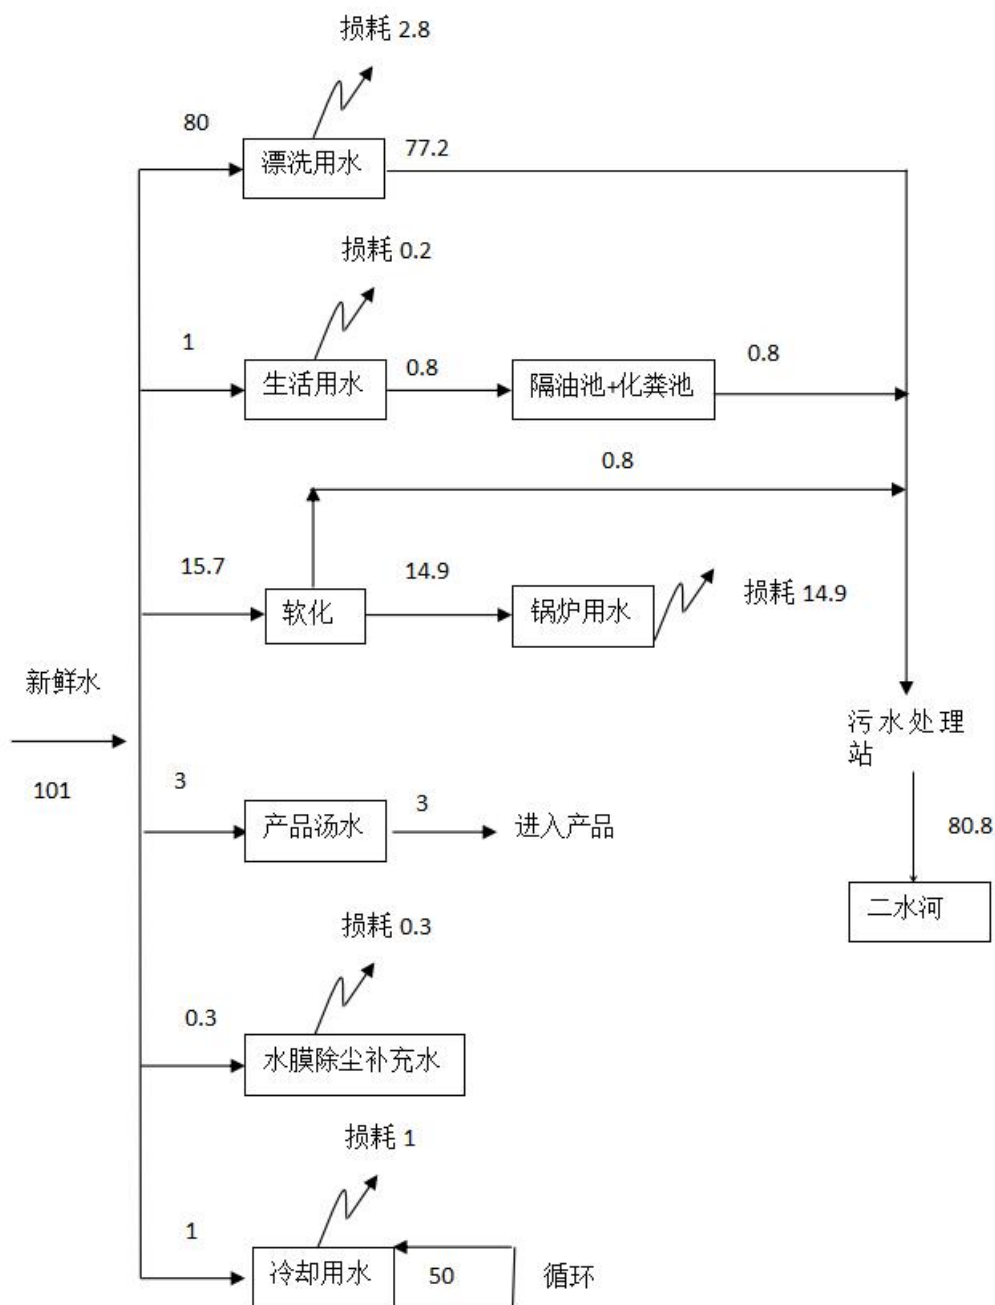 损耗 2.8
80
漂洗用水
77.2
损耗 0.2
1
生活用水
0.8
隔油池+化粪池
0.8
0.8
15.7
软化
14.9
锅炉用水
损耗 14.9
新鲜水
101
污水处理
站
3
产品汤水
3
进入产品
80.8
二水河
损耗 0.3
0.3
水膜除尘补充水
损耗 1
1
冷却用水
50
循环